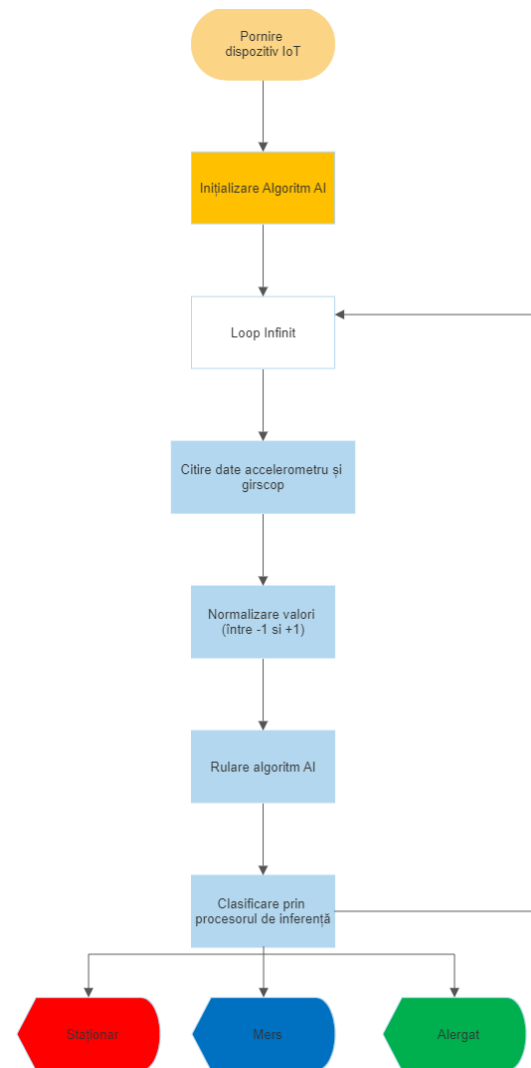 Pornire
dispozitiv IoT
Inițializare Algoritm AI
Loop Infinit
Citire date accelerometru și
girscop
Normalizare valori
(între -1 si +1)
Rulare algoritm AI
Clasificare prin
procesorul de inferență
Staționar
Mers
Alergat